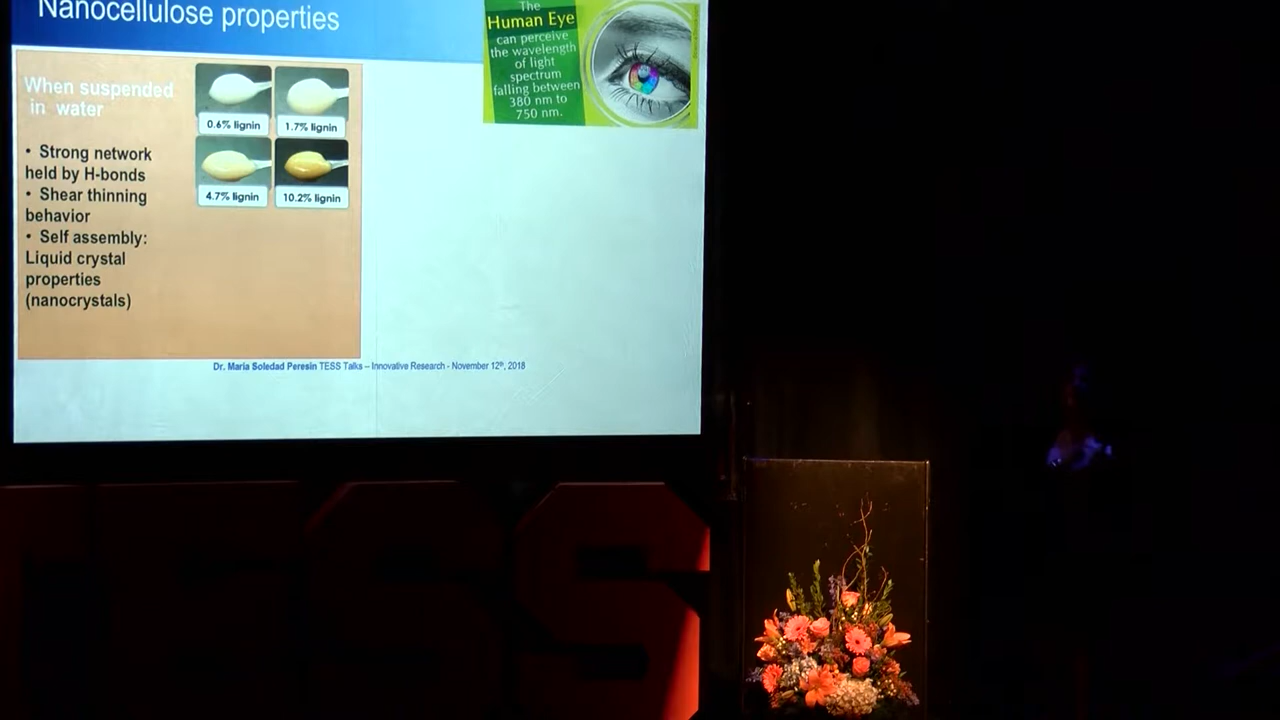 Nanocellulose properties
The
Human Eye
can perceive
the wavelength
of light
spectrum
falling between
380 nm to
750 nm.
When suspended
in water
• Strong network
held by H-bonds
• Shear thinning
behavior
• Self assembly:
Liquid crystal
properties
(nanocrystals)
0.6% lignin
1.7% lignin
4.7% lignin
10.2% lignin
Dr. Maria Soledad Peresin TESS Talks – Innovative Research - November 12th, 2018
TESS